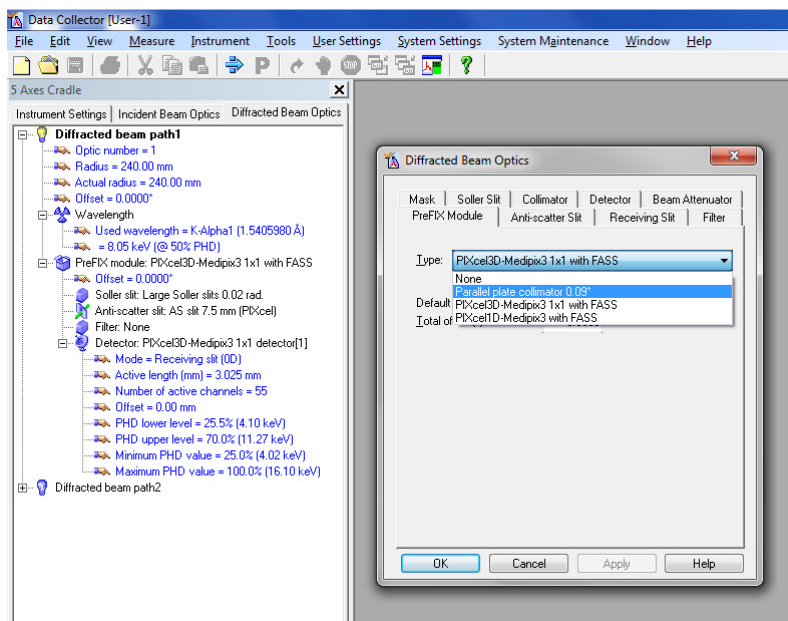 Data Collector [User-1]
File Edit View Measure Instrument Tools User Settings System Settings System Maintenance Window Help
5 Axes Cradle
Instrument Settings Incident Beam Optics Diffracted Beam Optics
Diffracted beam path1
Optic number = 1
Radius = 240.00 mm
Actual radius = 240.00 mm
Offset = 0.0000°
Wavelength
Used wavelength = K-Alpha1 (1.5405980 Å)
= 8.05 keV (@ 50% PHD)
PreFIX module: PIXcel3D-Medipix3 1x1 with FASS
Offset = 0.0000°
Soller slit: Large Soller slits 0.02 rad.
Anti-scatter slit: AS slit 7.5 mm (PIXcel)
Filter: None
Detector: PIXcel3D-Medipix3 1x1 detector[1]
Mode = Receiving slit (0D)
Active length (mm) = 3.025 mm
Number of active channels = 55
Offset = 0.00 mm
PHD lower level = 25.5% (4.10 keV)
PHD upper level = 70.0% (11.27 keV)
Minimum PHD value = 25.0% (4.02 keV)
Maximum PHD value = 100.0% (16.10 keV)
Diffracted beam path2
Diffracted Beam Optics
Mask Soller Slit Collimator Detector Beam Attenuator
PreFIX Module Anti-scatter Slit Receiving Slit Filter
Type: PIXcel3D-Medipix3 1x1 with FASS
None
Parallel plate collimator 0.09°
Default PIXcel3D-Medipix3 1x1 with FASS
Total of PIXcel1D-Medipix3 with FASS
OK Cancel Apply Help